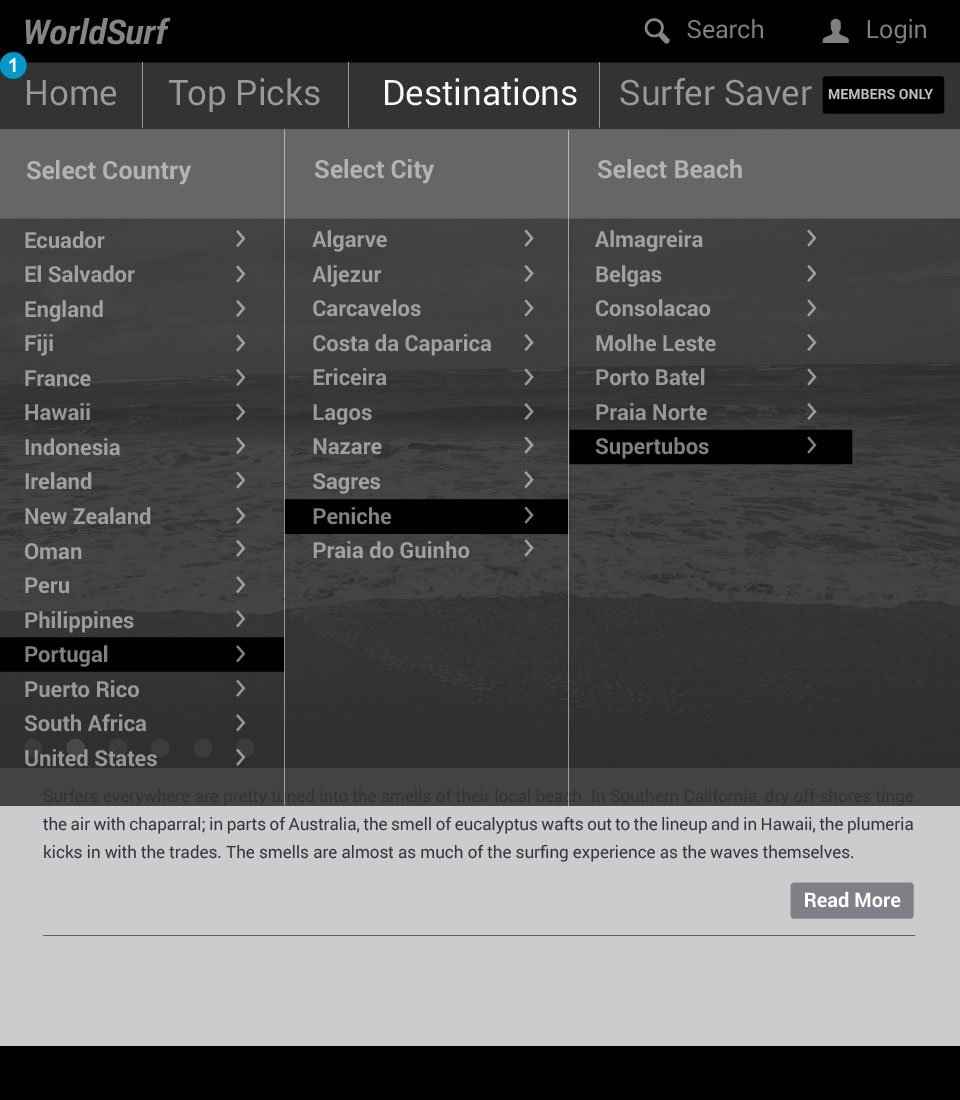 WorldSurf
Search
Login
1
Home
Top Picks
Destinations
Surfer Saver
MEMBERS ONLY
Select Country
Select City
Select Beach
Ecuador
El Salvador
England
Fiji
France
Hawaii
Indonesia
Ireland
New Zealand
Oman
Peru
Philippines
Portugal
Puerto Rico
South Africa
United States
Algarve
Aljezur
Carcavelos
Costa da Caparica
Ericeira
Lagos
Nazare
Sagres
Peniche
Praia do Guinho
Almagreira
Belgas
Consolacao
Molhe Leste
Porto Batel
Praia Norte
Supertubos
Surfers everywhere are pretty tuned into the smells of their local beach. In Southern California, dry off-shores tinge
the air with chaparral; in parts of Australia, the smell of eucalyptus wafts out to the lineup and in Hawaii, the plumeria
kicks in with the trades. The smells are almost as much of the surfing experience as the waves themselves.
Read More